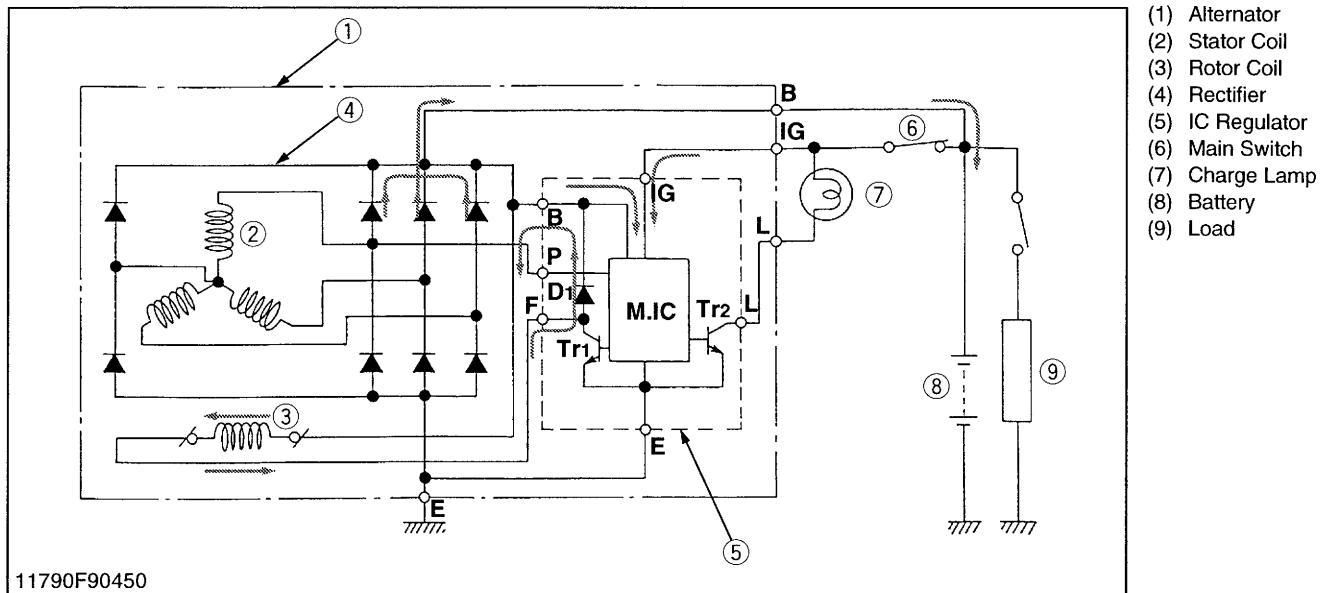 (1) Alternator
(2) Stator Coil
(3) Rotor Coil
(4) Rectifier
(5) IC Regulator
(6) Main Switch
(7) Charge Lamp
(8) Battery
(9) Load
1
4
B
IG
6
7
IG
B
2
P
L
D1
F
M.IC
Tr2
L
Tr1
8
9
3
E
E
5
11790F90450